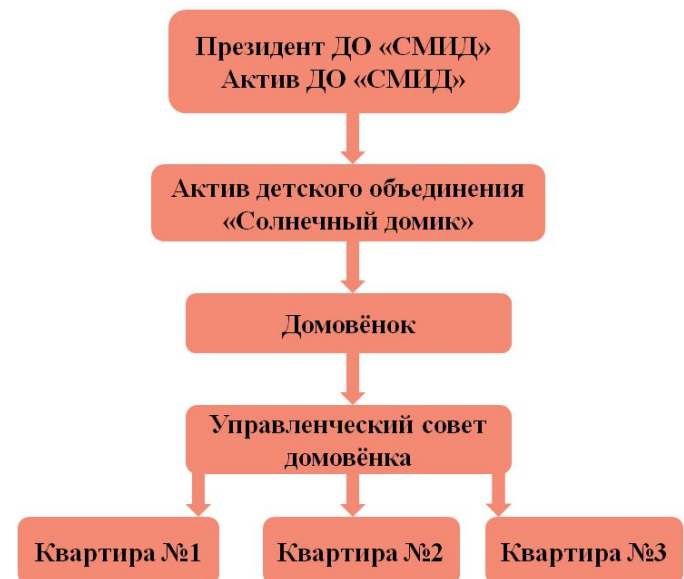 Президент ДО «СМИД»
Актив ДО «СМИД»
Актив детского объединения
«Солнечный домик»
Домовёнок
Управленческий совет
домовёнка
Квартира №1
Квартира №2
Квартира №3